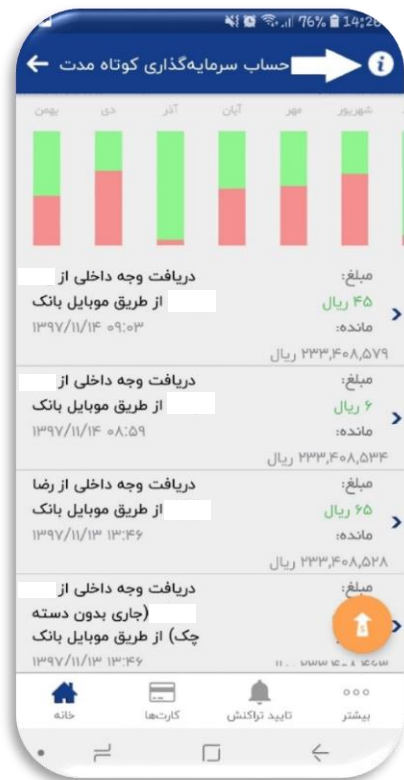 76% 14:26
حساب سرمایه‌گذاری کوتاه مدت
شهریور مهر آبان آذر دی بهمن
مبلغ: دریافت وجه داخلی از
۴۵ ریال از طریق موبایل بانک
مانده: ۱۳۹۷/۱۱/۱۴ ۰۹:۰۳
۲۳۳,۴۰۸,۵۷۹ ریال
مبلغ: دریافت وجه داخلی از
۶ ریال از طریق موبایل بانک
مانده: ۱۳۹۷/۱۱/۱۴ ۰۸:۵۹
۲۳۳,۴۰۸,۵۳۴ ریال
مبلغ: دریافت وجه داخلی از رضا
۶۵ ریال از طریق موبایل بانک
مانده: ۱۳۹۷/۱۱/۱۳ ۱۳:۴۶
۲۳۳,۴۰۸,۵۲۸ ریال
مبلغ: دریافت وجه داخلی از
(جاری بدون دسته
چک) از طریق موبایل بانک
۱۳۹۷/۱۱/۱۳ ۱۳:۴۶
خانه کارت‌ها تایید تراکنش بیشتر